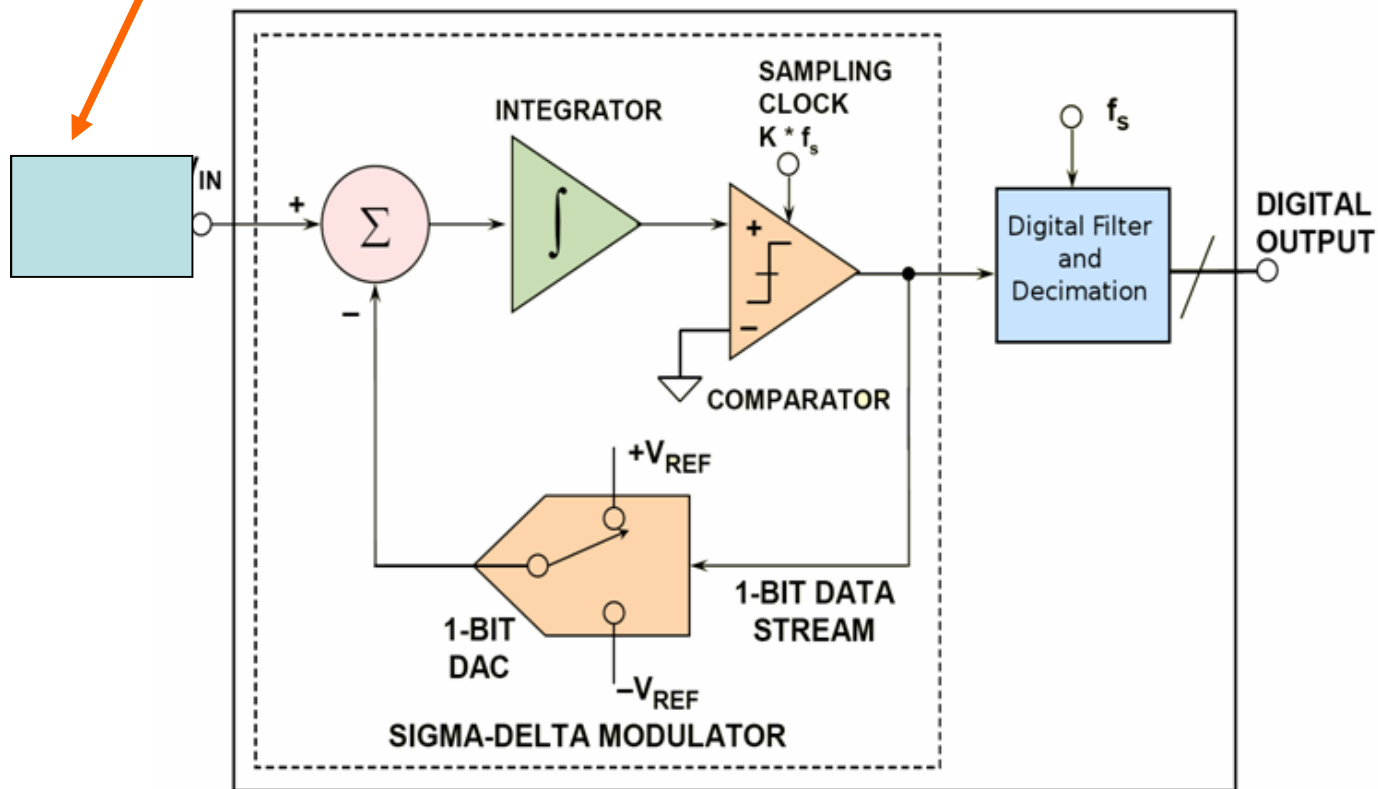 INTEGRATOR
SAMPLING
CLOCK
K * fs
fs
IN
+
Σ
∫
+
−
−
Digital Filter
and
Decimation
DIGITAL
OUTPUT
COMPARATOR
+VREF
1-BIT DATA
STREAM
1-BIT
DAC
−VREF
SIGMA-DELTA MODULATOR